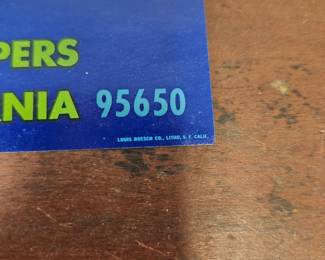 PERS
ANIA 95650
LOUIS ROESCH CO., LITHO, S. F. CALIF.